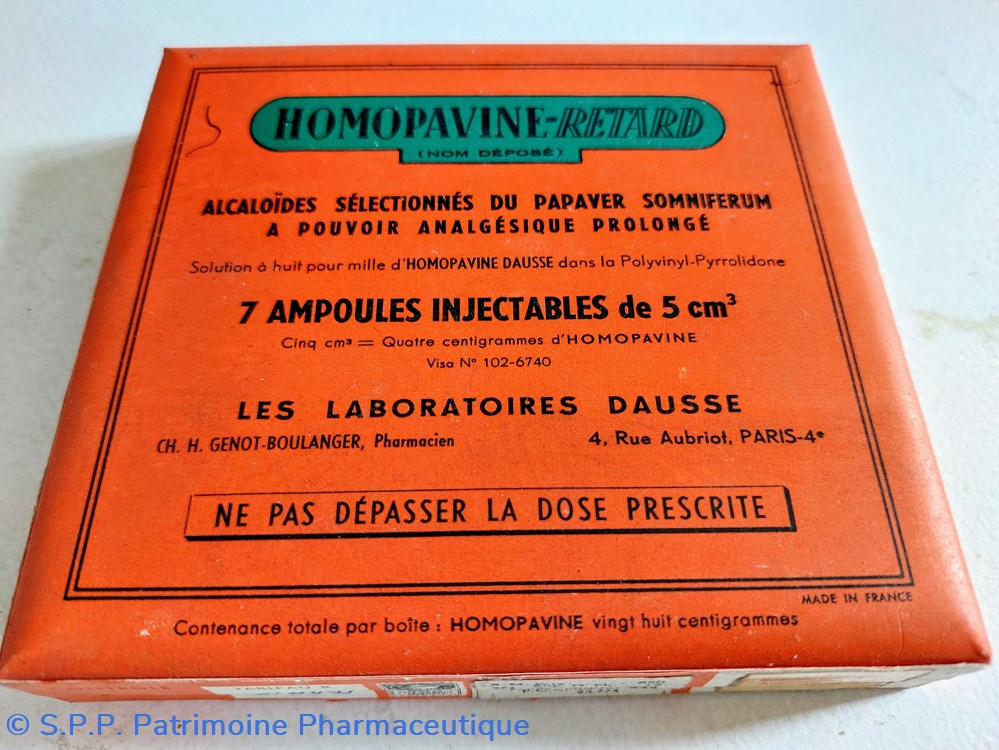 HOMOPAVINE-RETARD
(NOM DÉPOSÉ)
ALCALOÏDES SÉLECTIONNÉS DU PAPAVER SOMNIFERUM
A POUVOIR ANALGÉSIQUE PROLONGÉ
Solution à huit pour mille d'HOMOPAVINE DAUSSE dans la Polyvinyl-Pyrrolidone
7 AMPOULES INJECTABLES de 5 cm³
Cinq cm³ = Quatre centigrammes d'HOMOPAVINE
Visa N° 102-6740
LES LABORATOIRES DAUSSE
CH. H. GENOT-BOULANGER, Pharmacien 4, Rue Aubriot, PARIS-4e
NE PAS DÉPASSER LA DOSE PRESCRITE
MADE IN FRANCE
Contenance totale par boîte : HOMOPAVINE vingt huit centigrammes
© S.P.P. Patrimoine Pharmaceutique